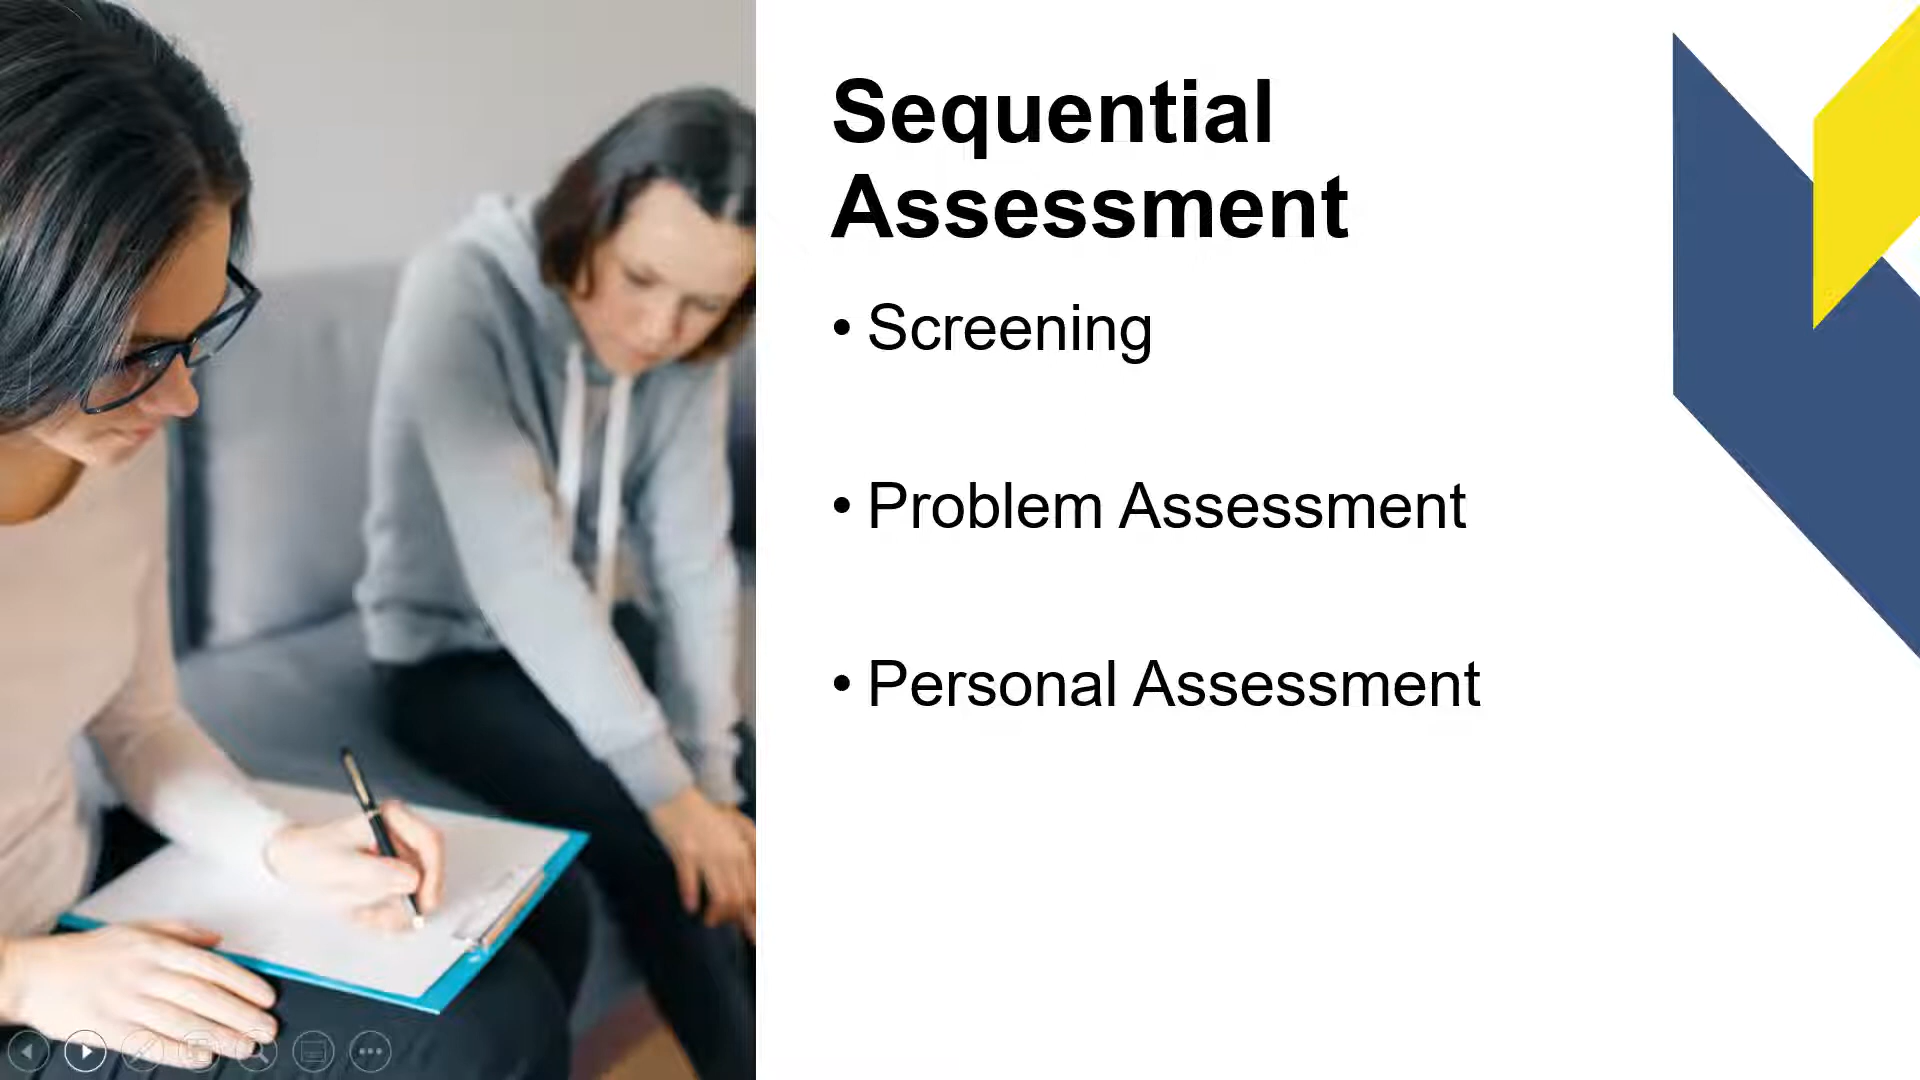 Sequential
Assessment
• Screening
• Problem Assessment
• Personal Assessment